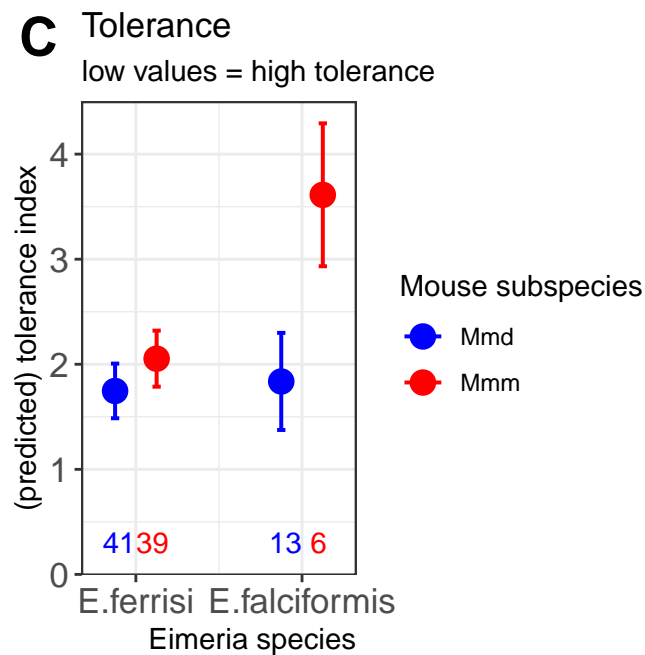 C Tolerance
low values = high tolerance
(predicted) tolerance index
4
3
2
1
0
41 39 13 6
E.ferrisi E.falciformis
Eimeria species
Mouse subspecies
Mmd
Mmm